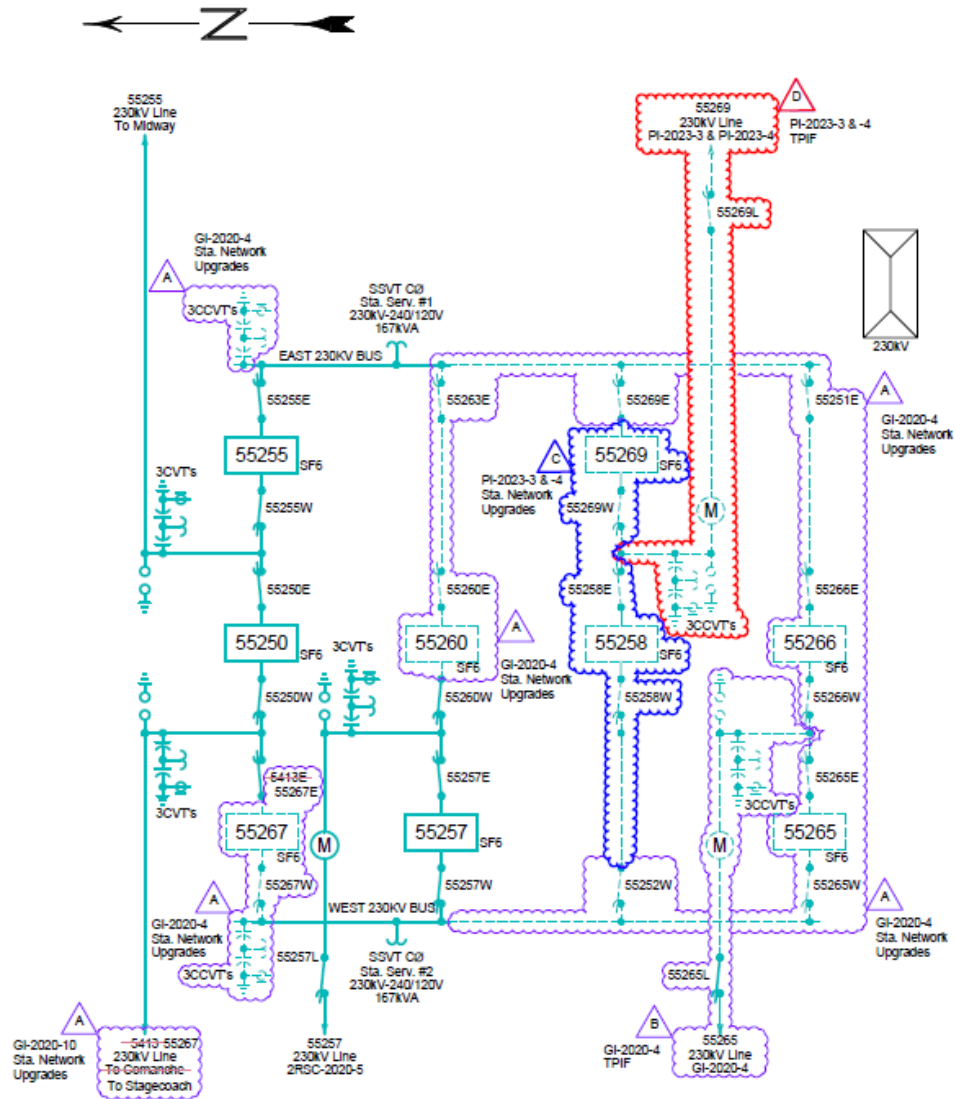 N
55255
230kV Line
To Midway
55269
230kV Line
PI-2023-3 & PI-2023-4
D
PI-2023-3 & -4
TPIF
55269L
230kV
GI-2020-4
Sta. Network
Upgrades
A
3CCVT's
SSVT CØ
Sta. Serv. #1
230kV-240/120V
167kVA
EAST 230KV BUS
55255E
55263E
55269E
55251E
A
GI-2020-4
Sta. Network
Upgrades
55255
SF6
C
PI-2023-3 & -4
Sta. Network
Upgrades
55269
SF6
3CVT's
55255W
55269W
M
55250E
55260E
55258E
55266E
3CCVT's
55250
SF6
55260
SF6
A
GI-2020-4
Sta. Network
Upgrades
55258
SF6
55266
SF6
3CVT's
55250W
55260W
55258W
55266W
3CVT's
5413E
55267E
55257E
55265E
3CCVT's
55267
SF6
M
55257
SF6
M
55265
SF6
55267W
55257W
55252W
55265W
A
GI-2020-4
Sta. Network
Upgrades
WEST 230KV BUS
A
GI-2020-4
Sta. Network
Upgrades
3CCVT's
55257L
SSVT CØ
Sta. Serv. #2
230kV-240/120V
167kVA
55265L
A
GI-2020-10
Sta. Network
Upgrades
5413 55267
230kV Line
To Comanche
To Stagecoach
55257
230kV Line
2RSC-2020-5
B
GI-2020-4
TPIF
55265
230kV Line
GI-2020-4